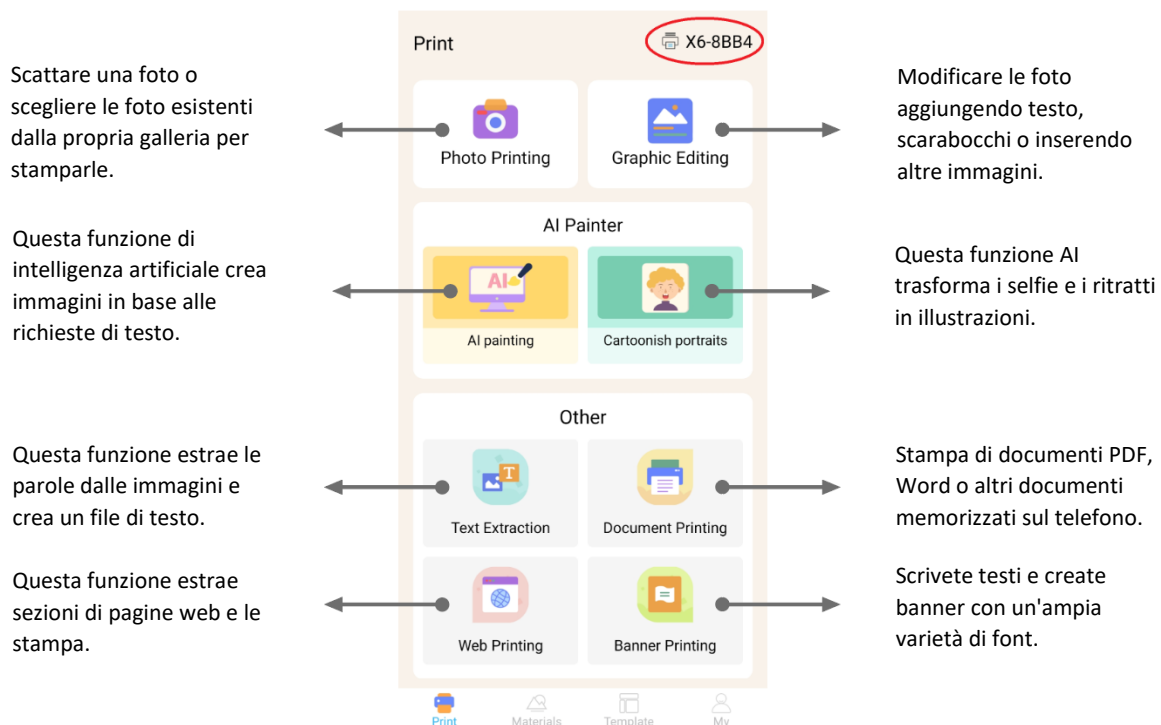 Print
X6-8BB4
Scattare una foto o
scegliere le foto esistenti
dalla propria galleria per
stamparle.
Photo Printing
Graphic Editing
Modificare le foto
aggiungendo testo,
scarabocchi o inserendo
altre immagini.
AI Painter
Questa funzione di
intelligenza artificiale crea
immagini in base alle
richieste di testo.
AI
AI painting
Cartoonish portraits
Questa funzione AI
trasforma i selfie e i ritratti
in illustrazioni.
Other
Questa funzione estrae le
parole dalle immagini e
crea un file di testo.
T
Text Extraction
Document Printing
Stampa di documenti PDF,
Word o altri documenti
memorizzati sul telefono.
Questa funzione estrae
sezioni di pagine web e le
stampa.
Web Printing
Banner Printing
Scrivete testi e create
banner con un'ampia
varietà di font.
Print
Materials
Template
My